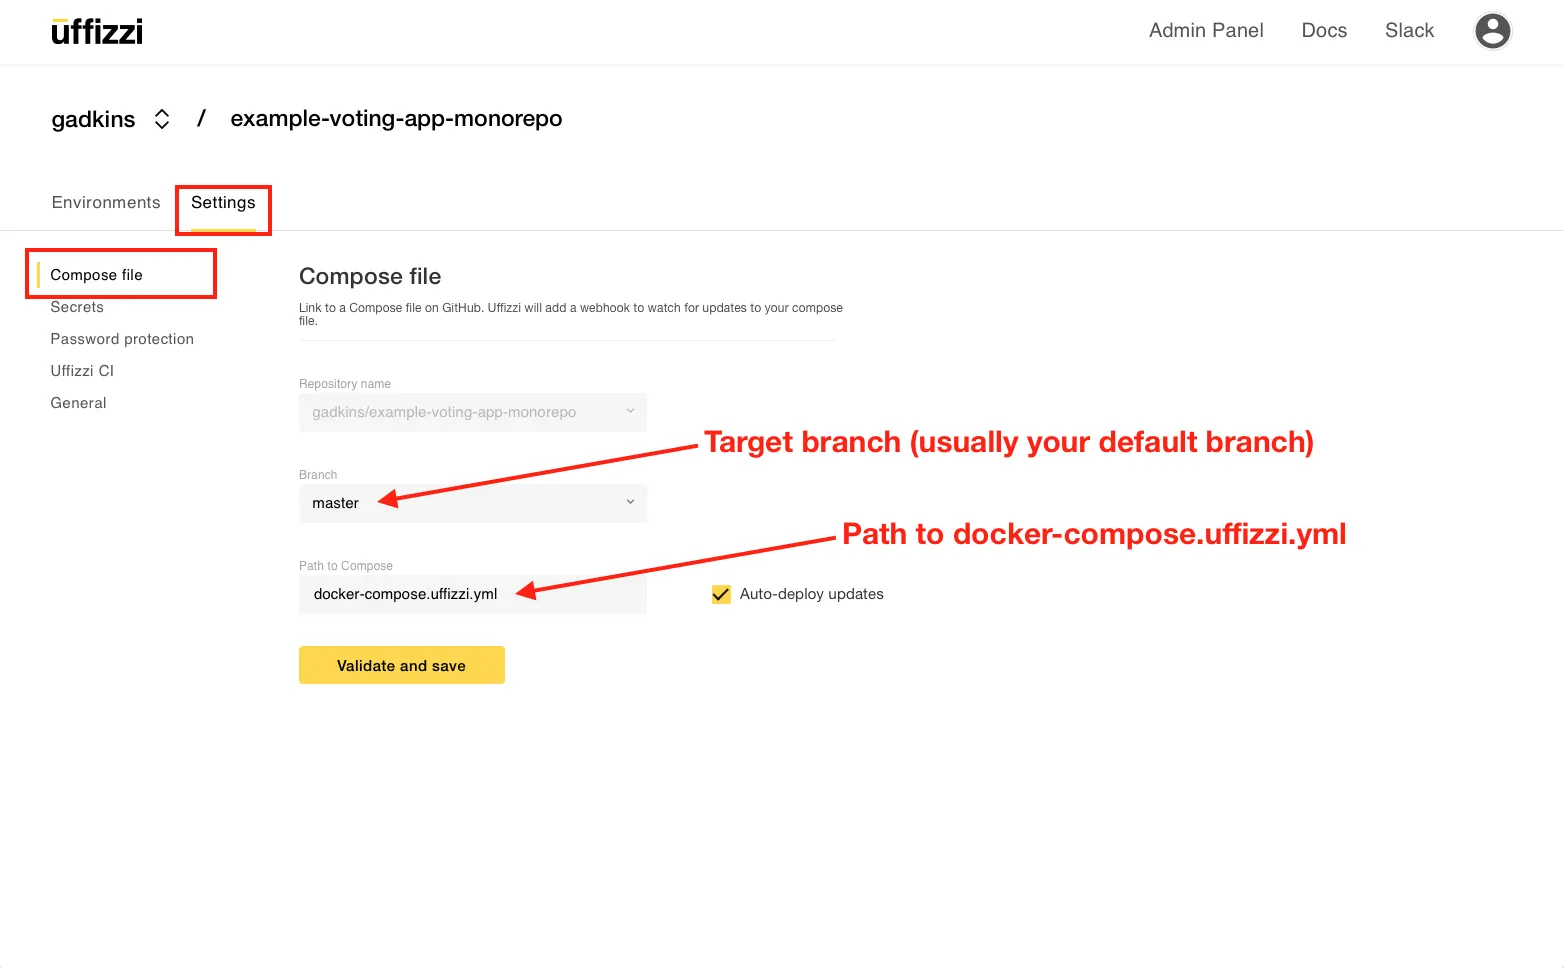 uffizzi
Admin Panel Docs Slack
gadkins / example-voting-app-monorepo
Environments Settings
Compose file
Secrets
Password protection
Uffizzi CI
General
Compose file
Link to a Compose file on GitHub. Uffizzi will add a webhook to watch for updates to your compose
file.
Repository name
gadkins/example-voting-app-monorepo
Target branch (usually your default branch)
Branch
master
Path to docker-compose.uffizzi.yml
Path to Compose
docker-compose.uffizzi.yml
Auto-deploy updates
Validate and save